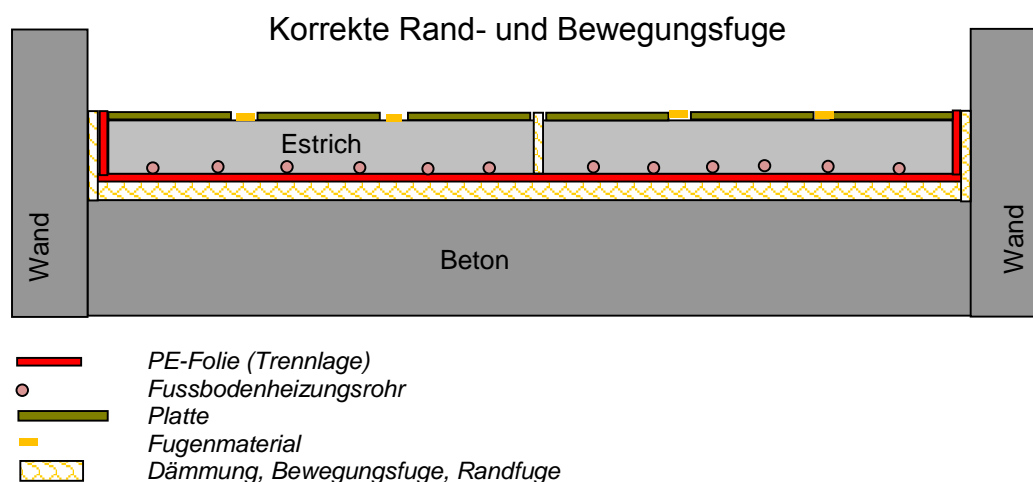 Korrekte Rand- und Bewegungsfuge
Estrich
Wand
Beton
Wand
PE-Folie (Trennlage)
Fussbodenheizungsrohr
Platte
Fugenmaterial
Dämmung, Bewegungsfuge, Randfuge